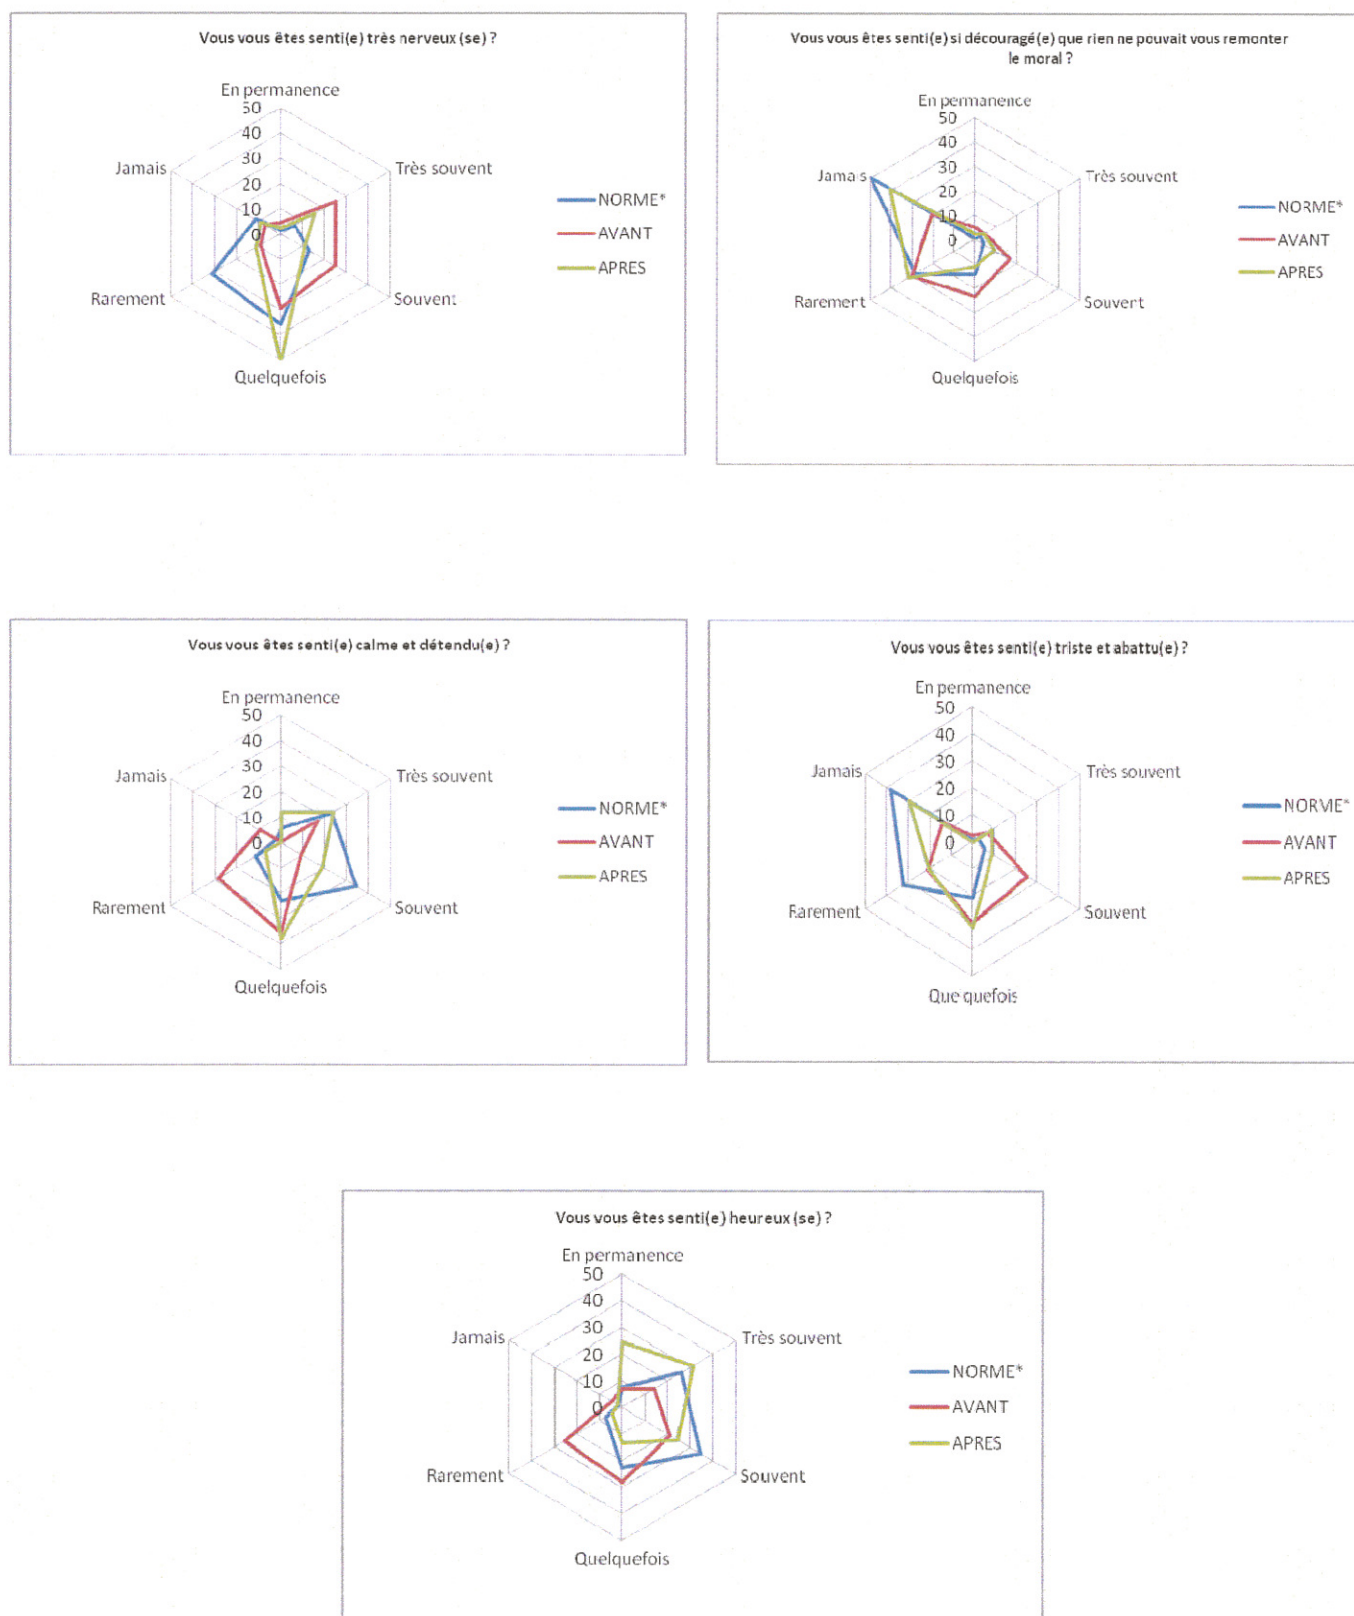 Vous vous êtes senti(e) très nerveux (se) ?
En permanence
50
40
30
20
10
0
Jamais
Très souvent
Rarement
Souvent
Quelquefois
NORME*
AVANT
APRES
Vous vous êtes senti(e) si découragé(e) que rien ne pouvait vous remonter
le moral ?
En permanence
50
40
30
20
10
0
Jamais
Très souvent
Rarement
Souvent
Quelquefois
NORME*
AVANT
APRES
Vous vous êtes senti(e) calme et détendu(e) ?
En permanence
50
40
30
20
10
0
Jamais
Très souvent
Rarement
Souvent
Quelquefois
NORME*
AVANT
APRES
Vous vous êtes senti(e) triste et abattu(e) ?
En permanence
50
40
30
20
10
0
Jamais
Très souvent
Rarement
Souvent
Que quefois
NORME*
AVANT
APRES
Vous vous êtes senti(e) heureux (se) ?
En permanence
50
40
30
20
10
0
Jamais
Très souvent
Rarement
Souvent
Quelquefois
NORME*
AVANT
APRES